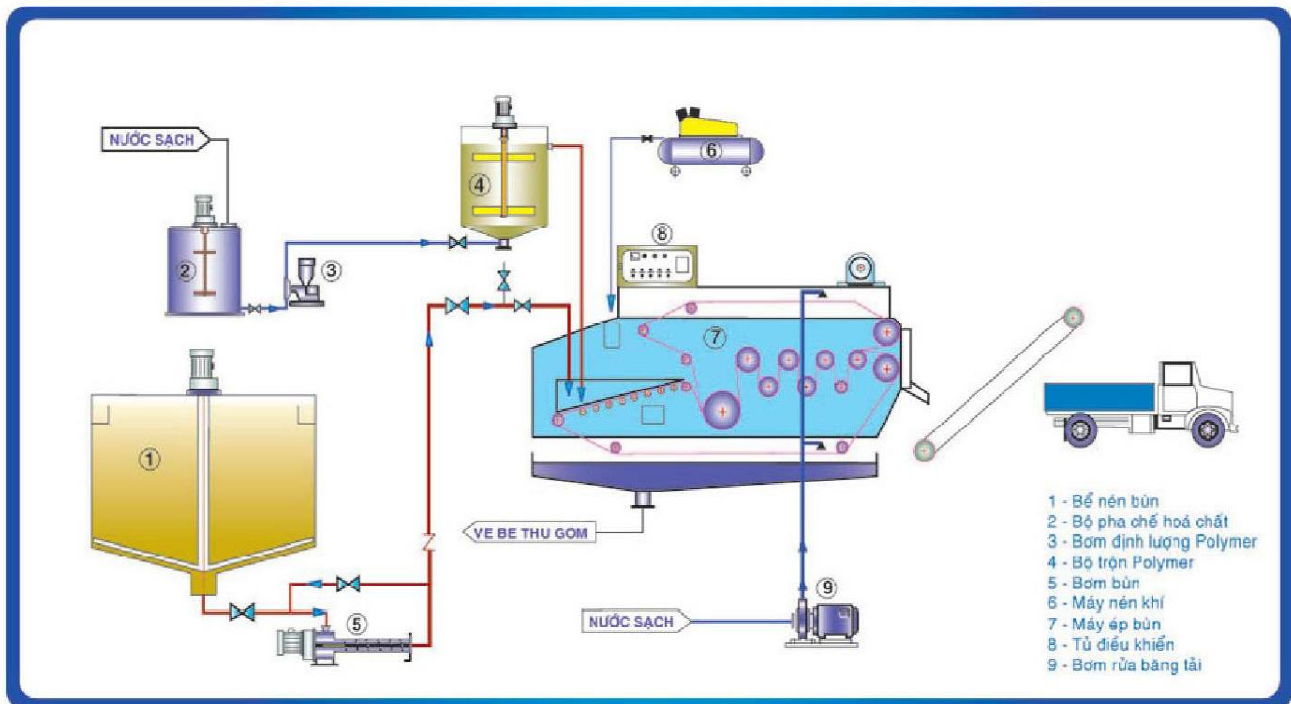 NƯỚC SẠCH
6
4
8
2
3
7
1
1 - Bể nén bùn
2 - Bộ pha chế hoá chất
VE BE THU GOM
3 - Bơm định lượng Polymer
4 - Bộ trộn Polymer
9
5 - Bơm bùn
5
NƯỚC SẠCH
6 - Máy nén khí
7 - Máy ép bùn
8 - Tủ điều khiển
9 - Bơm rửa băng tải